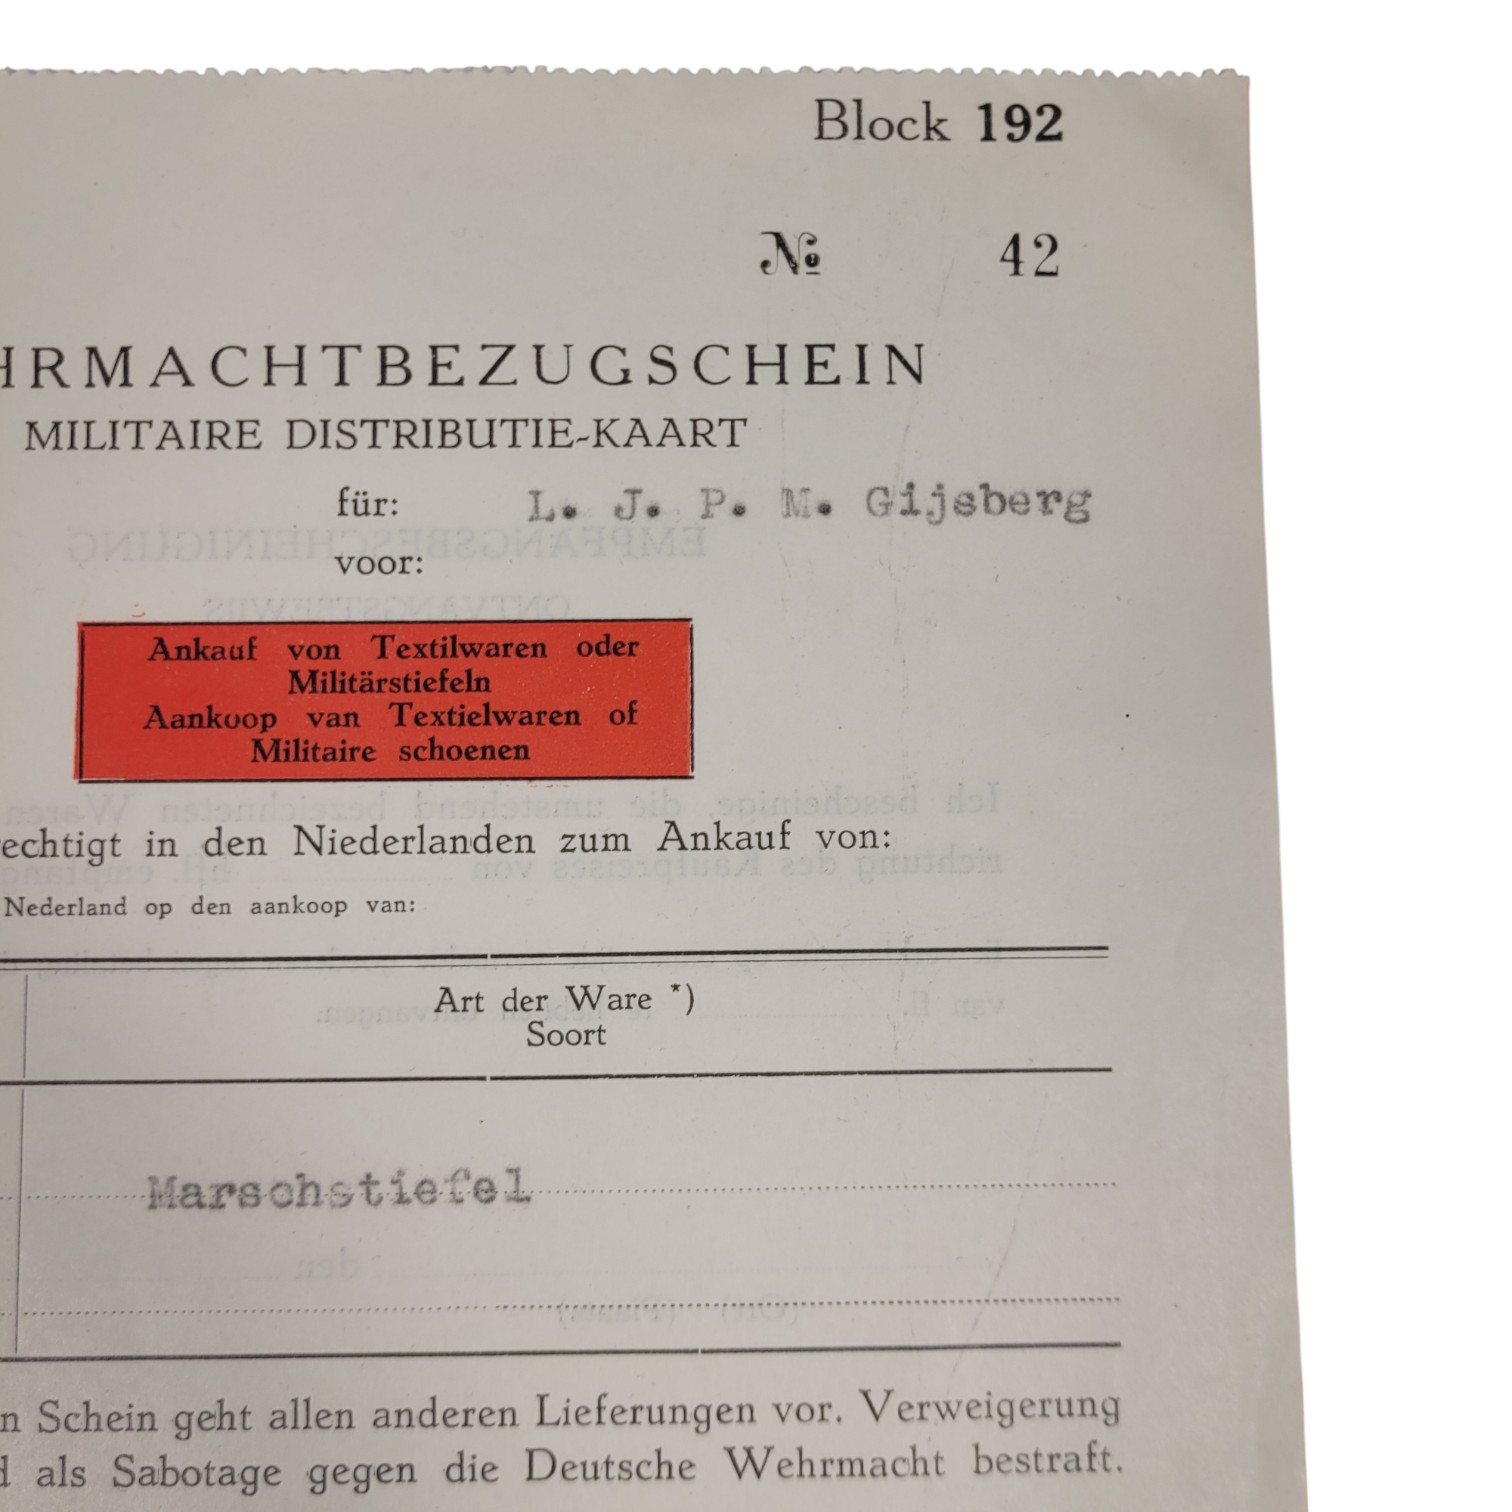 Block 192
№ 42
HRMACHTBEZUGSCHEIN
MILITAIRE DISTRIBUTIE-KAART
für: L. J. P. M. Gijsberg
voor:
Ankauf von Textilwaren oder
Militärstiefeln
Aankoop van Textielwaren of
Militaire schoenen
echtigt in den Niederlanden zum Ankauf von:
Nederland op den aankoop van:
Art der Ware *)
Soort
Marschstiefel
n Schein geht allen anderen Lieferungen vor. Verweigerung
d als Sabotage gegen die Deutsche Wehrmacht bestraft.